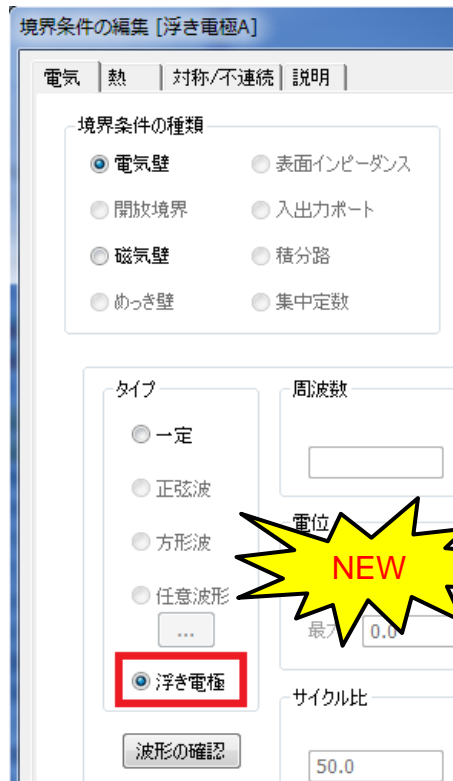 境界条件の編集 [浮き電極A]
電気 熱 対称/不連続 説明
境界条件の種類
電気壁 表面インピーダンス
開放境界 入出力ポート
磁気壁 積分路
めっき壁 集中定数
タイプ 周波数
一定
正弦波
電位
方形波
NEW
任意波形
...
0.0
浮き電極
サイクル比
波形の確認
50.0